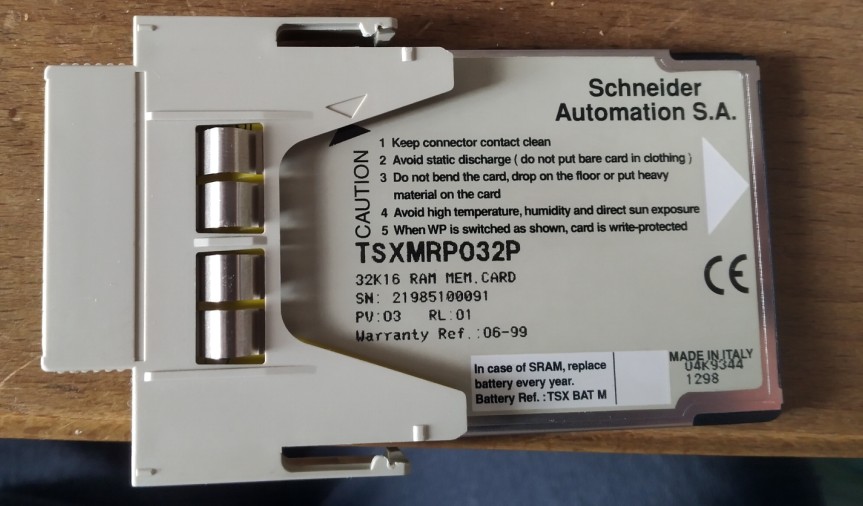 Schneider
Automation S.A.
CAUTION
1 Keep connector contact clean
2 Avoid static discharge ( do not put bare card in clothing )
3 Do not bend the card, drop on the floor or put heavy
material on the card
4 Avoid high temperature, humidity and direct sun exposure
5 When WP is switched as shown, card is write-protected
TSXMRP032P
32K16 RAM MEM.CARD
SN: 21985100091
PV:03 RL:01
Warranty Ref.:06-99
CE
In case of SRAM, replace
battery every year.
Battery Ref. :TSX BAT M
MADE IN ITALY
U4K9344
1298